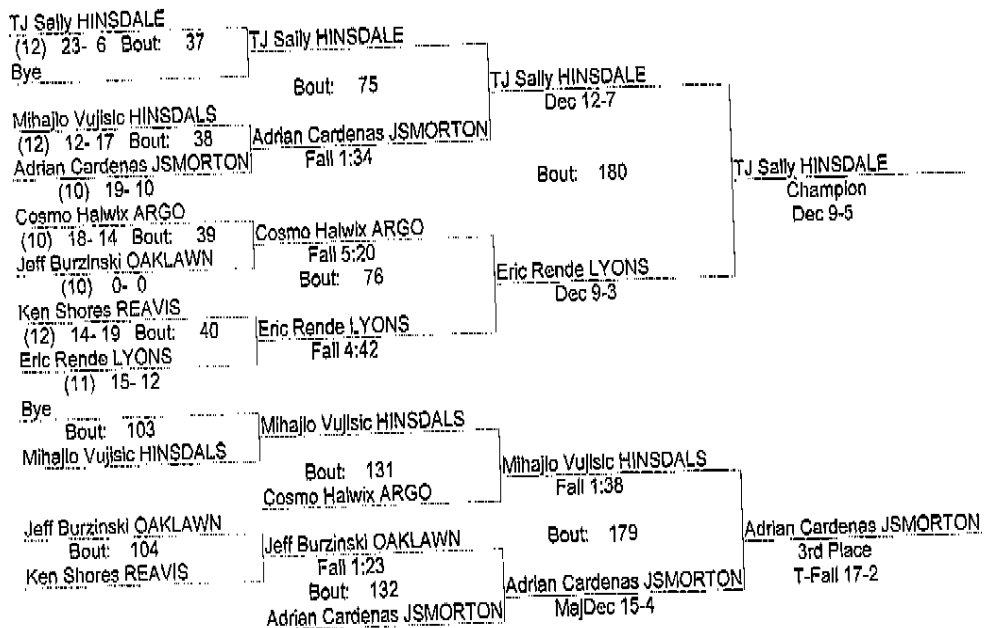 TJ Sally HINSDALE
(12) 23- 6 Bout: 37
Bye
TJ Sally HINSDALE
Bout: 75
TJ Sally HINSDALE
Dec 12-7
Mihajlo Vujisic HINSDALS
(12) 12- 17 Bout: 38
Adrian Cardenas JSMORTON
(10) 19- 10
Adrian Cardenas JSMORTON
Fall 1:34
Bout: 180
TJ Sally HINSDALE
Champion
Dec 9-5
Cosmo Halwix ARGO
(10) 18- 14 Bout: 39
Jeff Burzinski OAKLAWN
(10) 0- 0
Cosmo Halwix ARGO
Fall 5:20
Bout: 76
Eric Rende LYONS
Dec 9-3
Ken Shores REAVIS
(12) 14- 19 Bout: 40
Eric Rende LYONS
(11) 15- 12
Eric Rende LYONS
Fall 4:42
Bye
Bout: 103
Mihajlo Vujisic HINSDALS
Mihajlo Vujisic HINSDALS
Bout: 131
Cosmo Halwix ARGO
Mihajlo Vujisic HINSDALS
Fall 1:38
Jeff Burzinski OAKLAWN
Bout: 104
Ken Shores REAVIS
Jeff Burzinski OAKLAWN
Fall 1:23
Bout: 132
Adrian Cardenas JSMORTON
Bout: 179
Adrian Cardenas JSMORTON
MajDec 15-4
Adrian Cardenas JSMORTON
3rd Place
T-Fall 17-2